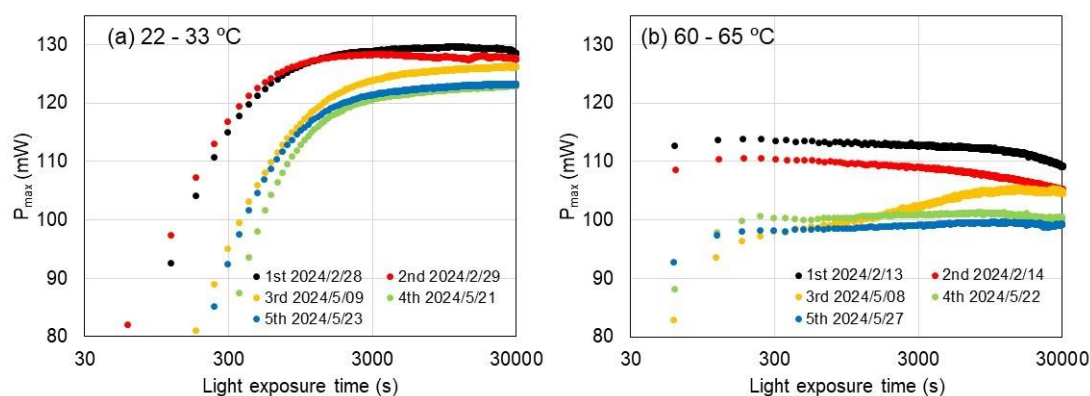 (a) 22 - 33 ºC
130
120
110
100
90
80
P_max (mW)
1st 2024/2/28
2nd 2024/2/29
3rd 2024/5/09
4th 2024/5/21
5th 2024/5/23
30
300
3000
30000
Light exposure time (s)
(b) 60 - 65 ºC
130
120
110
100
90
80
P_max (mW)
1st 2024/2/13
2nd 2024/2/14
3rd 2024/5/08
4th 2024/5/22
5th 2024/5/27
30
300
3000
30000
Light exposure time (s)